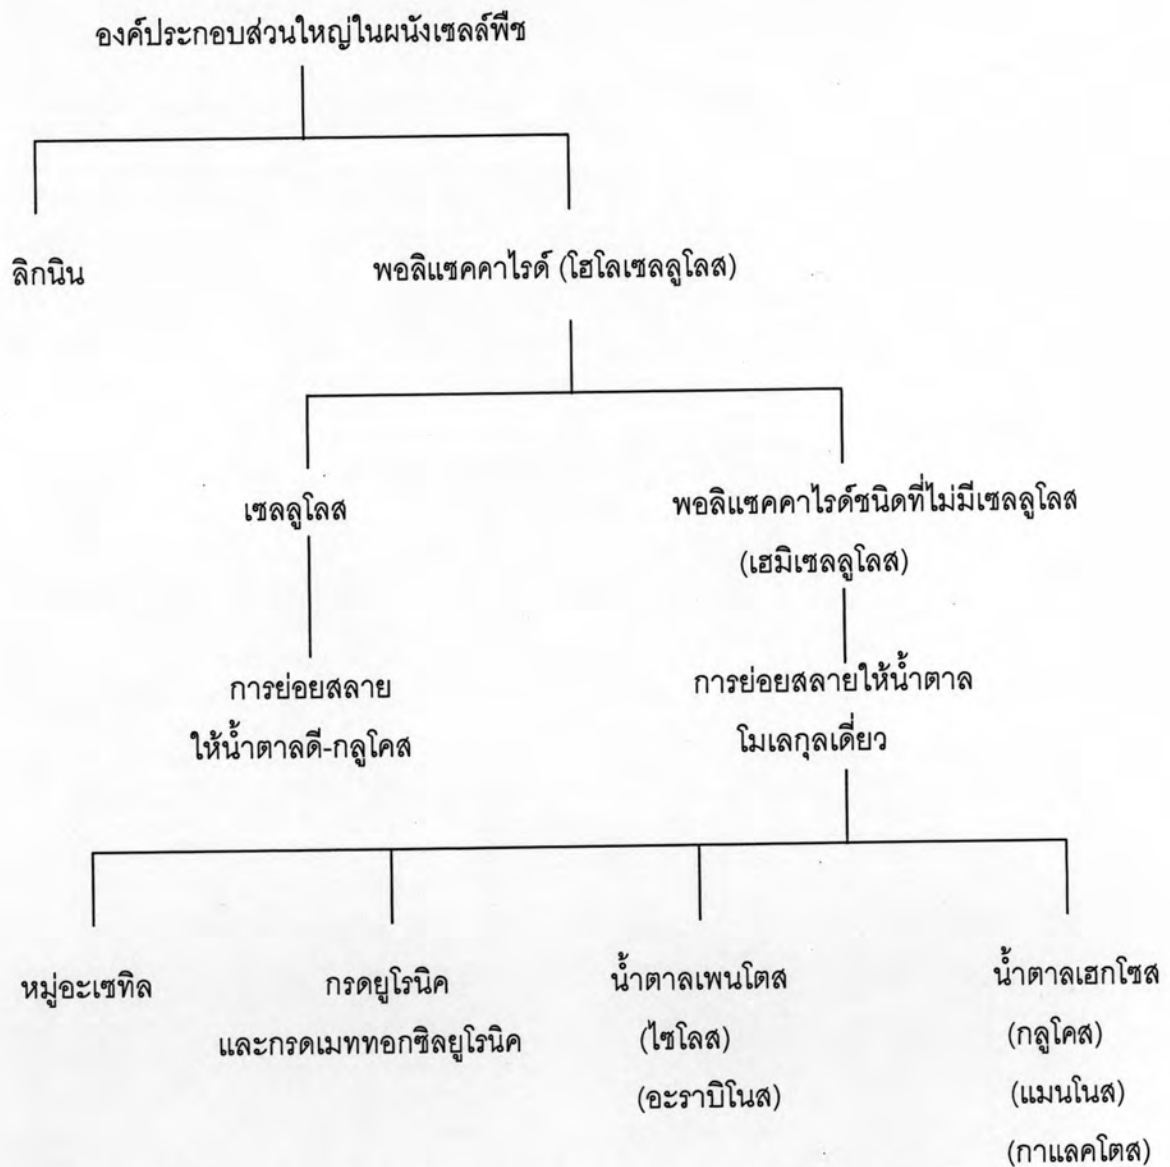 องค์ประกอบส่วนใหญ่ในผนังเซลล์พืช
ลิกนิน
พอลิแซคคาไรด์ (โฮโลเซลลูโลส)
เซลลูโลส
พอลิแซคคาไรด์ชนิดที่ไม่มีเซลลูโลส
(เฮมิเซลลูโลส)
การย่อยสลาย
ให้น้ำตาลดี-กลูโคส
การย่อยสลายให้น้ำตาล
โมเลกุลเดี่ยว
หมู่อะเซทิล
กรดยูโรนิค
และกรดเมททอกซิลยูโรนิค
น้ำตาลเพนโตส
(ไซโลส)
(อะราบิโนส)
น้ำตาลเฮกโซส
(กลูโคส)
(แมนโนส)
(กาแลคโตส)